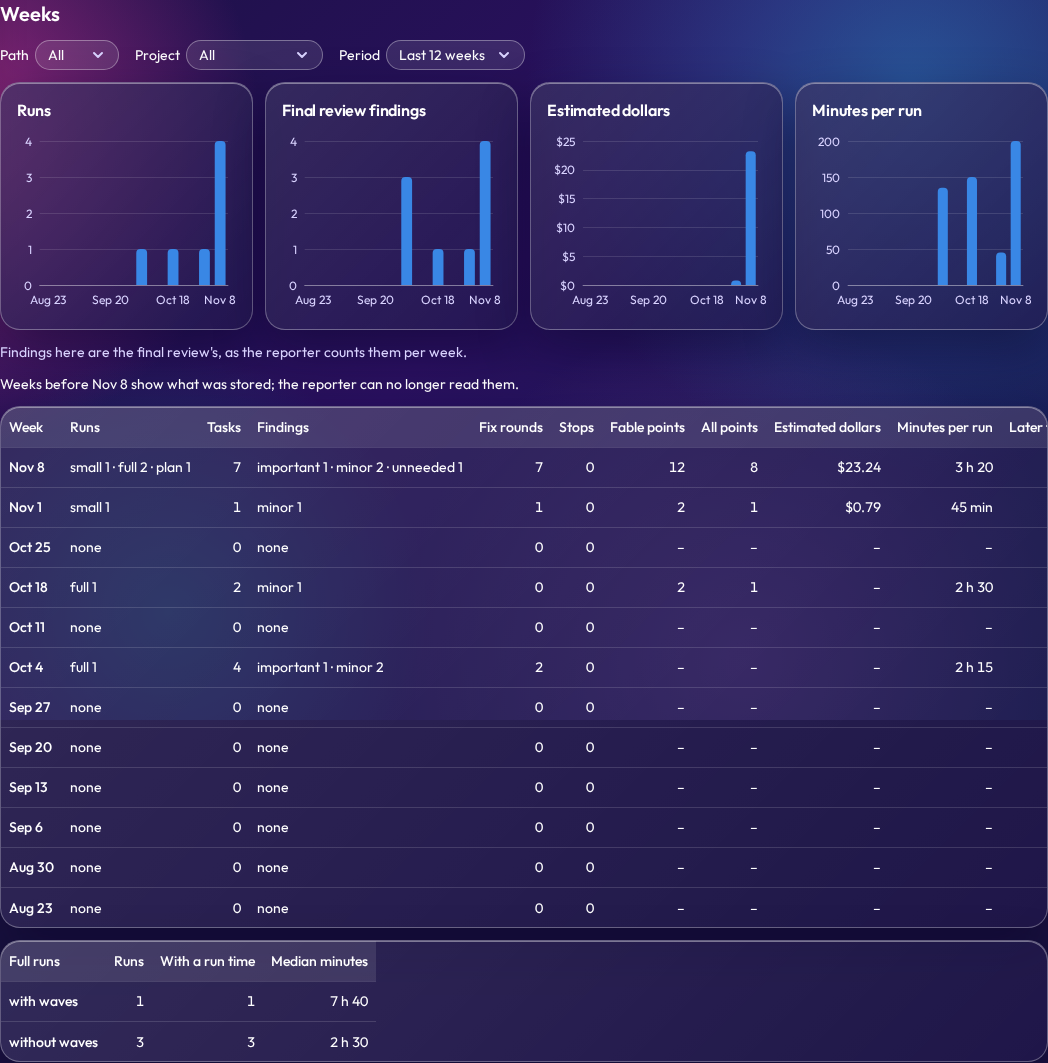 Weeks
Path All Project All Period Last 12 weeks
Runs
4
3
2
1
0
Aug 23 Sep 20 Oct 18 Nov 8
Final review findings
4
3
2
1
0
Aug 23 Sep 20 Oct 18 Nov 8
Estimated dollars
$25
$20
$15
$10
$5
$0
Aug 23 Sep 20 Oct 18 Nov 8
Minutes per run
200
150
100
50
0
Aug 23 Sep 20 Oct 18 Nov 8
Findings here are the final review's, as the reporter counts them per week.
Weeks before Nov 8 show what was stored; the reporter can no longer read them.
Week Runs Tasks Findings Fix rounds Stops Fable points All points Estimated dollars Minutes per run Later
Nov 8 small 1 · full 2 · plan 1 7 important 1 · minor 2 · unneeded 1 7 0 12 8 $23.24 3 h 20
Nov 1 small 1 1 minor 1 1 0 2 1 $0.79 45 min
Oct 25 none 0 none 0 0 – – – –
Oct 18 full 1 2 minor 1 0 0 2 1 – 2 h 30
Oct 11 none 0 none 0 0 – – – –
Oct 4 full 1 4 important 1 · minor 2 2 0 – – – 2 h 15
Sep 27 none 0 none 0 0 – – – –
Sep 20 none 0 none 0 0 – – – –
Sep 13 none 0 none 0 0 – – – –
Sep 6 none 0 none 0 0 – – – –
Aug 30 none 0 none 0 0 – – – –
Aug 23 none 0 none 0 0 – – – –
Full runs Runs With a run time Median minutes
with waves 1 1 7 h 40
without waves 3 3 2 h 30